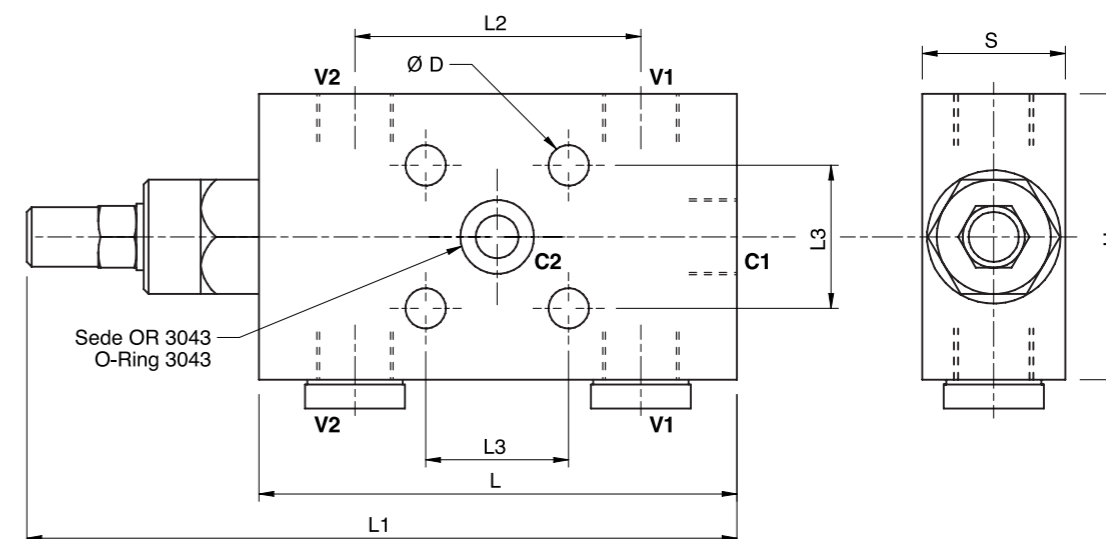 L2
S
Ø D
V2
V1
L3
C2
C1
Sede OR 3043
O-Ring 3043
V2
V1
L3
L
L1